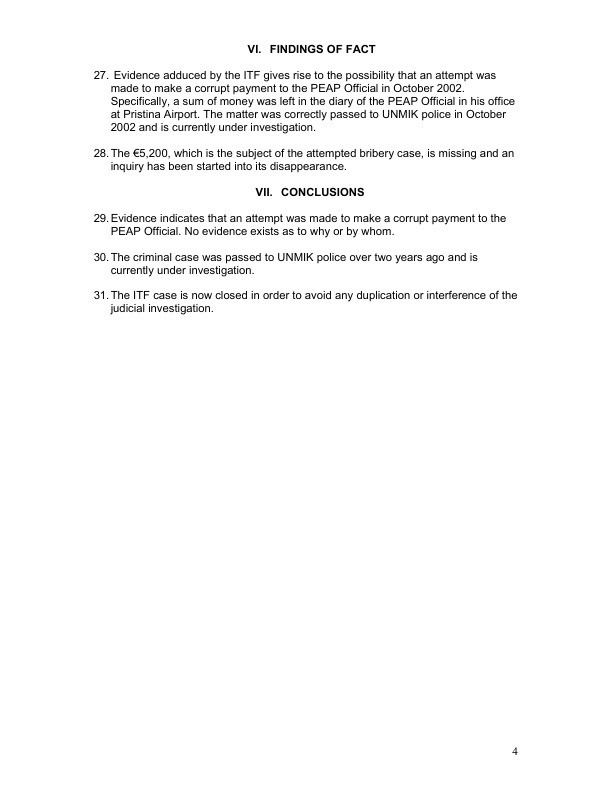 VI. FINDINGS OF FACT
27. Evidence adduced by the ITF gives rise to the possibility that an attempt was
made to make a corrupt payment to the PEAP Official in October 2002.
Specifically, a sum of money was left in the diary of the PEAP Official in his office
at Pristina Airport. The matter was correctly passed to UNMIK police in October
2002 and is currently under investigation.
28. The €5,200, which is the subject of the attempted bribery case, is missing and an
inquiry has been started into its disappearance.
VII. CONCLUSIONS
29. Evidence indicates that an attempt was made to make a corrupt payment to the
PEAP Official. No evidence exists as to why or by whom.
30. The criminal case was passed to UNMIK police over two years ago and is
currently under investigation.
31. The ITF case is now closed in order to avoid any duplication or interference of the
judicial investigation.
4